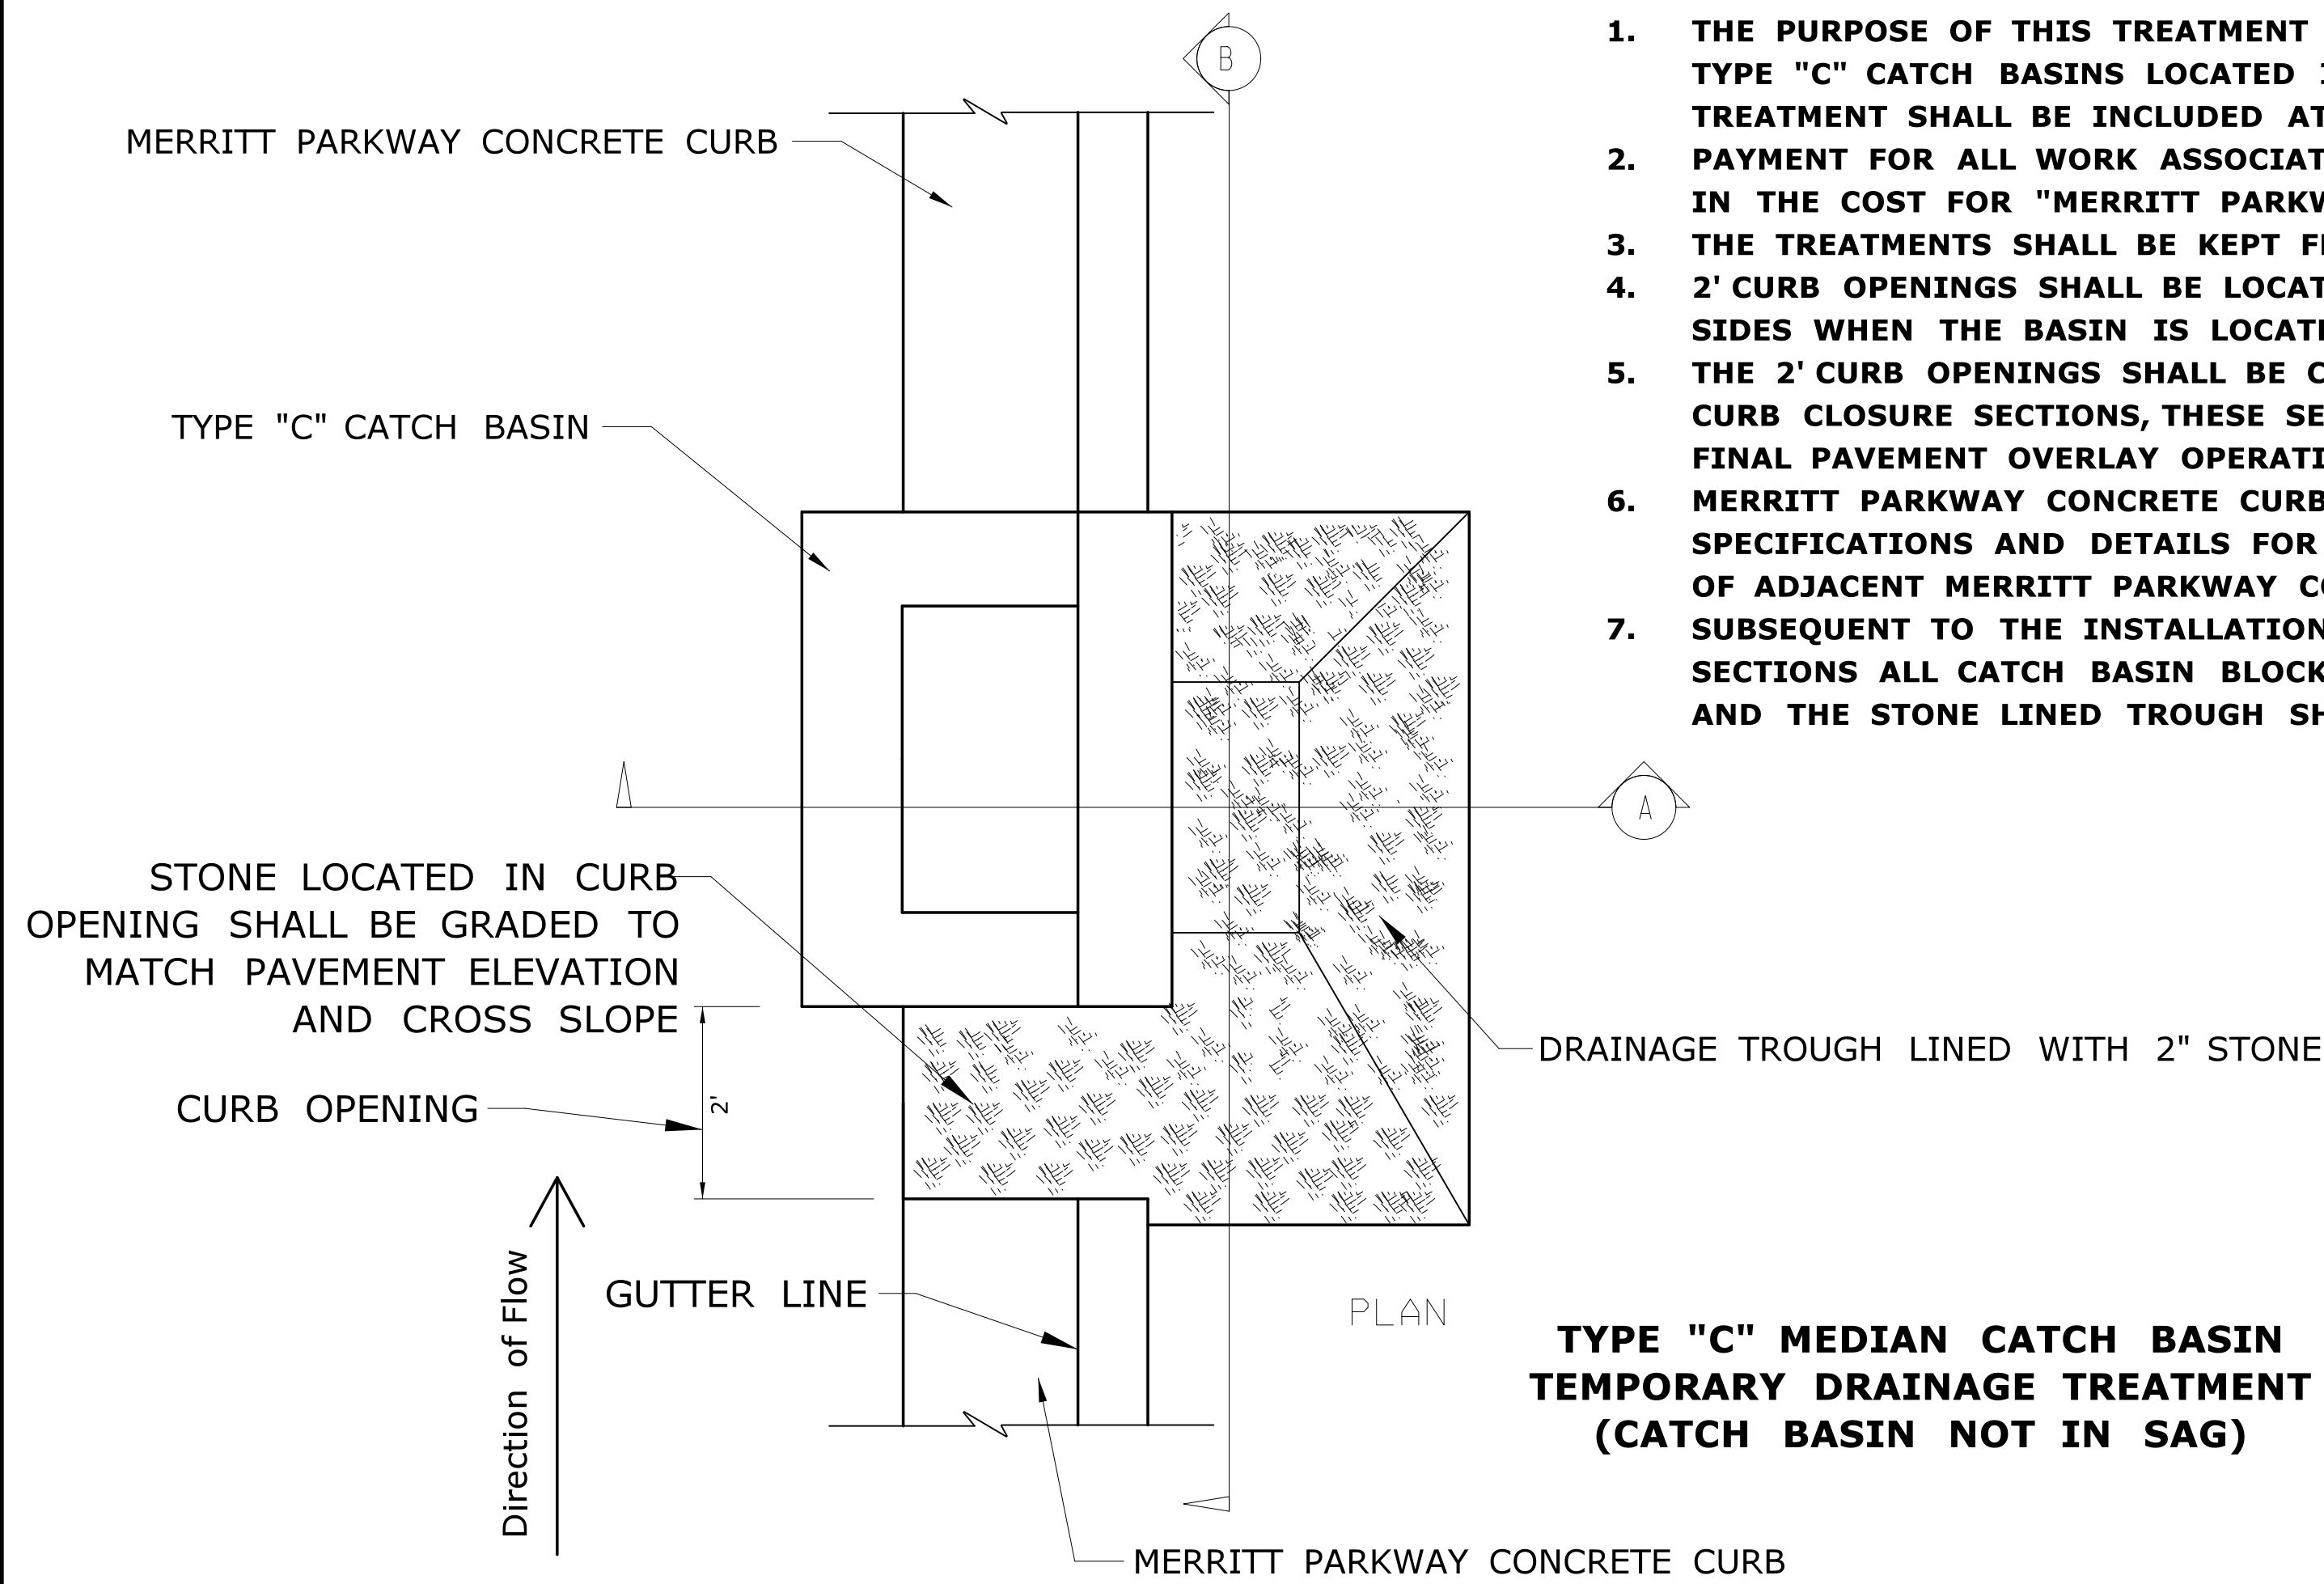 B
MERRITT PARKWAY CONCRETE CURB
TYPE "C" CATCH BASIN
STONE LOCATED IN CURB
OPENING SHALL BE GRADED TO
MATCH PAVEMENT ELEVATION
AND CROSS SLOPE
CURB OPENING
2'
Direction of Flow
GUTTER LINE
MERRITT PARKWAY CONCRETE CURB
PLAN
A
DRAINAGE TROUGH LINED WITH 2" STONE
1. THE PURPOSE OF THIS TREATMENT
TYPE "C" CATCH BASINS LOCATED
TREATMENT SHALL BE INCLUDED AT
2. PAYMENT FOR ALL WORK
IN THE COST FOR "MERRITT
3. THE TREATMENTS SHALL BE KEPT
4. 2' CURB OPENINGS SHALL BE
SIDES WHEN THE BASIN IS
5. THE 2' CURB OPENINGS SHALL BE
CURB CLOSURE SECTIONS, THESE
FINAL PAVEMENT OVERLAY
6. MERRITT PARKWAY CONCRETE CURB
SPECIFICATIONS AND DETAILS FOR
OF ADJACENT MERRITT PARKWAY
7. SUBSEQUENT TO THE INSTALLATION
SECTIONS ALL CATCH BASIN
AND THE STONE LINED TROUGH
TYPE "C" MEDIAN CATCH BASIN
TEMPORARY DRAINAGE TREATMENT
(CATCH BASIN NOT IN SAG)